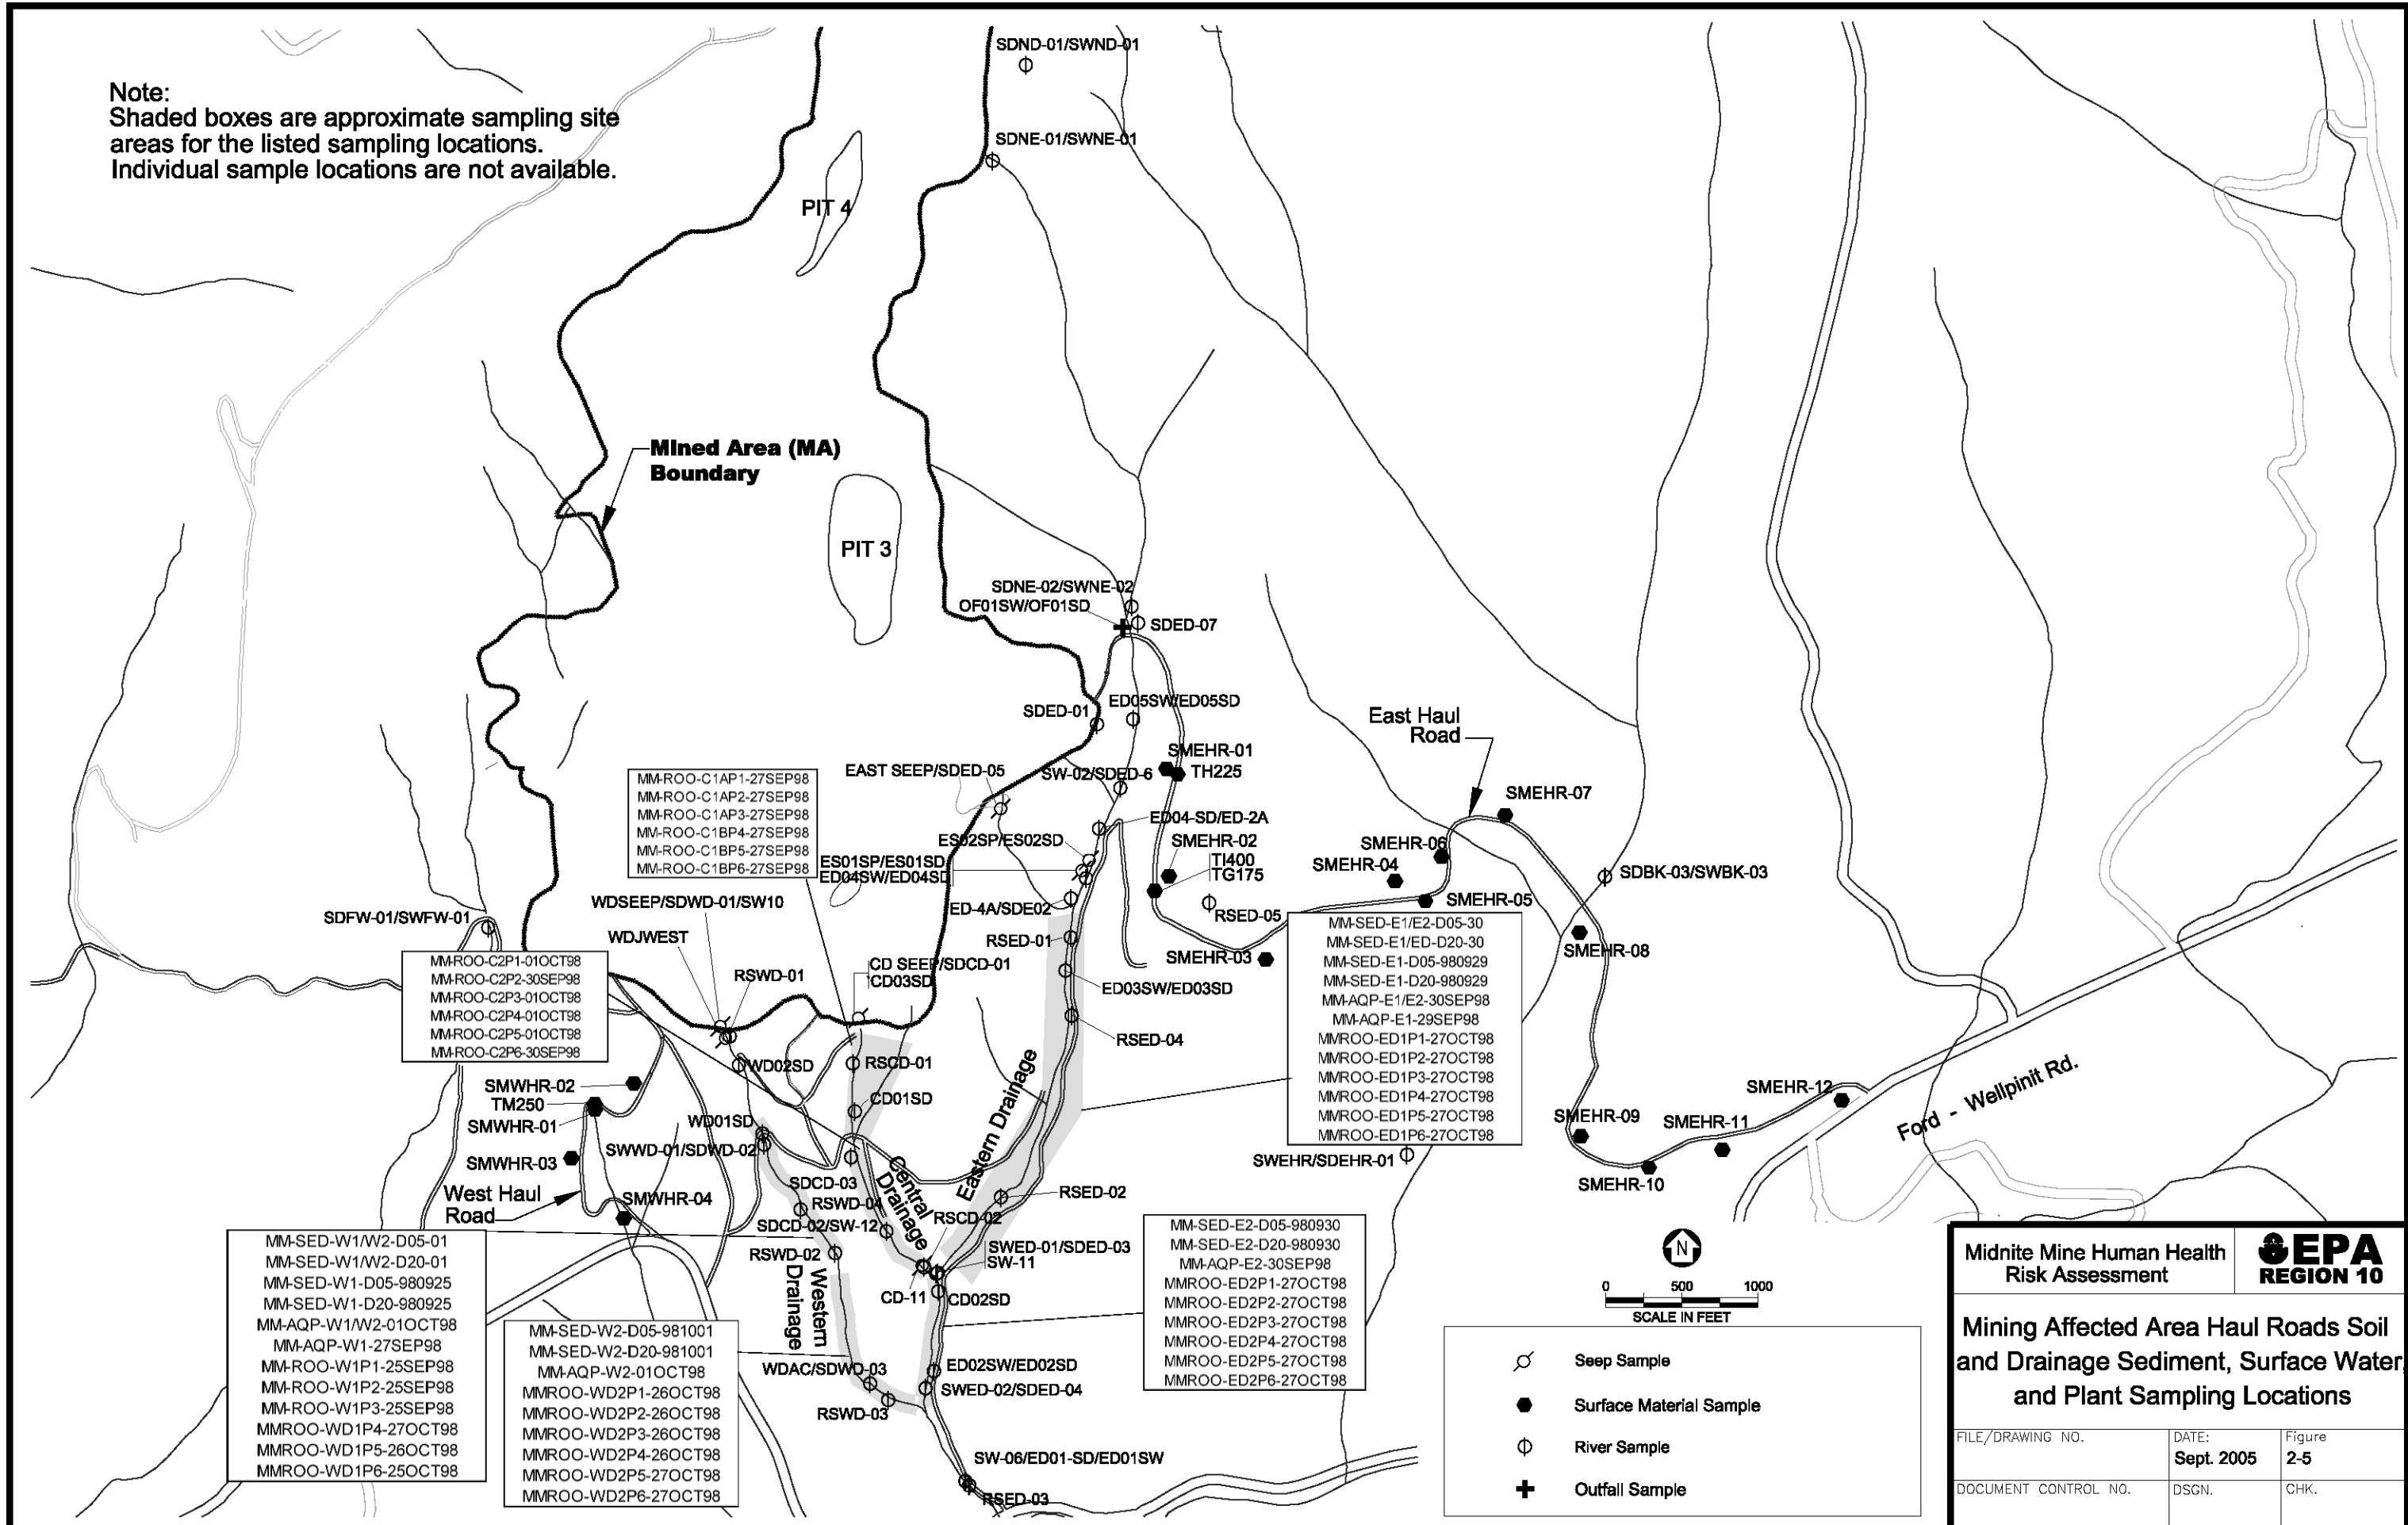 Note:
Shaded boxes are approximate sampling site
areas for the listed sampling locations.
Individual sample locations are not available.
SDND-01/SWND-01
SDNE-01/SWNE-01
PIT 4
Mined Area (MA)
Boundary
PIT 3
SDNE-02/SWNE-02
OF01SW/OF01SD
SDED-07
SDED-01
ED05SW/ED05SD
East Haul
Road
SMEHR-01
TH225
EAST SEEP/SDED-05
SW-02/SDED-6
SMEHR-07
ED04-SD/ED-2A
SMEHR-02
TI400
TG175
ES02SP/ES02SD
ES01SP/ES01SD
ED04SW/ED04SD
SMEHR-06
SMEHR-04
SMEHR-05
SDBK-03/SWBK-03
MM-ROO-C1AP1-27SEP98
MM-ROO-C1AP2-27SEP98
MM-ROO-C1AP3-27SEP98
MM-ROO-C1BP4-27SEP98
MM-ROO-C1BP5-27SEP98
MM-ROO-C1BP6-27SEP98
WDSEEP/SDWD-01/SW10
ED-4A/SDE02
RSED-05
SDFW-01/SWFW-01
WDJWEST
RSED-01
SMEHR-03
SMEHR-08
MM-ROO-C2P1-01OCT98
MM-ROO-C2P2-30SEP98
MM-ROO-C2P3-01OCT98
MM-ROO-C2P4-01OCT98
MM-ROO-C2P5-01OCT98
MM-ROO-C2P6-30SEP98
RSWD-01
CD SEEP/SDCD-01
CD03SD
ED03SW/ED03SD
MM-SED-E1/E2-D05-30
MM-SED-E1/ED-D20-30
MM-SED-E1-D05-980929
MM-SED-E1-D20-980929
MM-AQP-E1/E2-30SEP98
MM-AQP-E1-29SEP98
MMROO-ED1P1-27OCT98
MMROO-ED1P2-27OCT98
MMROO-ED1P3-27OCT98
MMROO-ED1P4-27OCT98
MMROO-ED1P5-27OCT98
MMROO-ED1P6-27OCT98
RSED-04
WD02SD
RSCD-01
SMWHR-02
TM250
SMWHR-01
CD01SD
WD01SD
SWWD-01/SDWD-02
SMWHR-03
Eastern Drainage
SMEHR-12
SMEHR-11
SMEHR-09
SMEHR-10
Ford - Wellpinit Rd.
SWEHR/SDEHR-01
West Haul
Road
SMWHR-04
SDCD-03
RSWD-04
Central
Drainage
RSED-02
SDCD-02/SW-12
RSCD-02
RSWD-02
SWED-01/SDED-03
SW-11
CD-11
CD02SD
Western
Drainage
MM-SED-W1/W2-D05-01
MM-SED-W1/W2-D20-01
MM-SED-W1-D05-980925
MM-SED-W1-D20-980925
MM-AQP-W1/W2-01OCT98
MM-AQP-W1-27SEP98
MM-ROO-W1P1-25SEP98
MM-ROO-W1P2-25SEP98
MM-ROO-W1P3-25SEP98
MMROO-WD1P4-27OCT98
MMROO-WD1P5-26OCT98
MMROO-WD1P6-25OCT98
MM-SED-W2-D05-981001
MM-SED-W2-D20-981001
MM-AQP-W2-01OCT98
MMROO-WD2P1-26OCT98
MMROO-WD2P2-26OCT98
MMROO-WD2P3-26OCT98
MMROO-WD2P4-26OCT98
MMROO-WD2P5-27OCT98
MMROO-WD2P6-27OCT98
MM-SED-E2-D05-980930
MM-SED-E2-D20-980930
MM-AQP-E2-30SEP98
MMROO-ED2P1-27OCT98
MMROO-ED2P2-27OCT98
MMROO-ED2P3-27OCT98
MMROO-ED2P4-27OCT98
MMROO-ED2P5-27OCT98
MMROO-ED2P6-27OCT98
WDAC/SDWD-03
ED02SW/ED02SD
SWED-02/SDED-04
RSWD-03
SW-06/ED01-SD/ED01SW
RSED-03
N
0 500 1000
SCALE IN FEET
Seep Sample
Surface Material Sample
River Sample
Outfall Sample
Midnite Mine Human Health
Risk Assessment
EPA
REGION 10
Mining Affected Area Haul Roads Soil
and Drainage Sediment, Surface Water,
and Plant Sampling Locations
FILE/DRAWING NO.
DATE:
Sept. 2005
Figure
2-5
DOCUMENT CONTROL NO.
DSGN.
CHK.